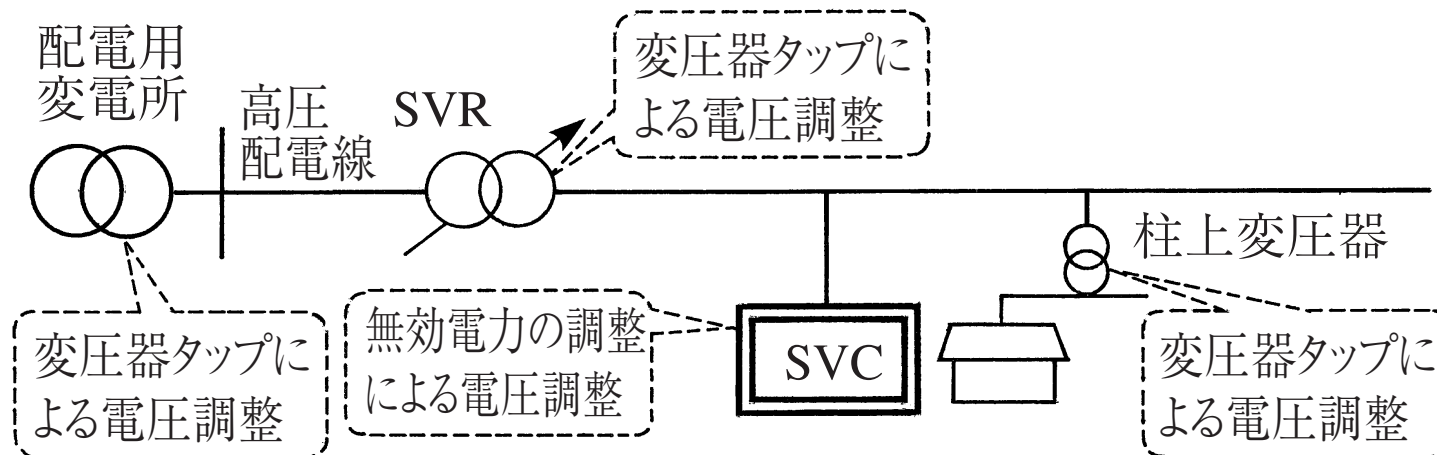 配電用
変電所
高圧
配電線
SVR
変圧器タップに
よる電圧調整
柱上変圧器
変圧器タップに
よる電圧調整
無効電力の調整
による電圧調整
SVC
変圧器タップに
よる電圧調整